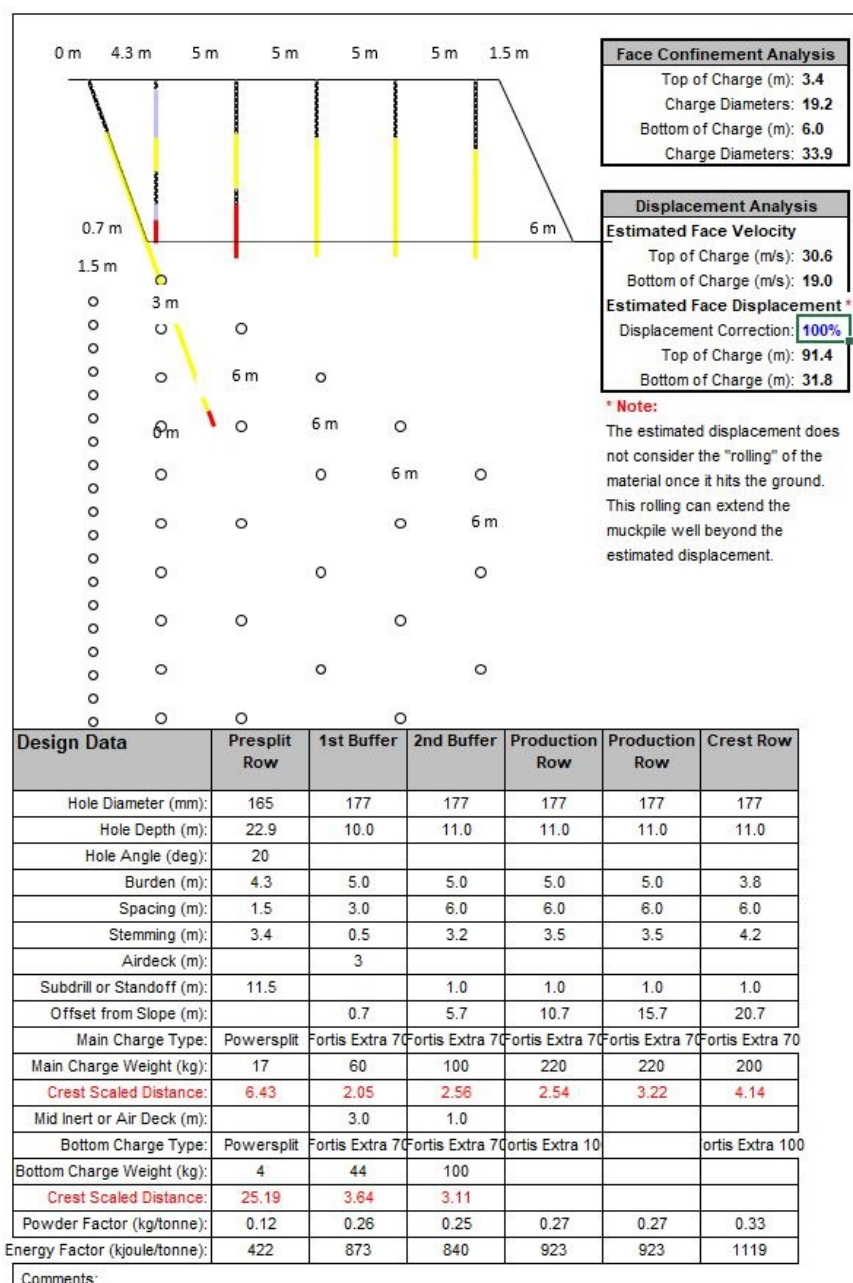 0 m 4.3 m 5 m 5 m 5 m 5 m 1.5 m
0.7 m
6 m
1.5 m
3 m
6 m
0 m
6 m
6 m
6 m
Face Confinement Analysis
Top of Charge (m): 3.4
Charge Diameters: 19.2
Bottom of Charge (m): 6.0
Charge Diameters: 33.9
Displacement Analysis
Estimated Face Velocity
Top of Charge (m/s): 30.6
Bottom of Charge (m/s): 19.0
Estimated Face Displacement *
Displacement Correction: 100%
Top of Charge (m): 91.4
Bottom of Charge (m): 31.8
* Note:
The estimated displacement does
not consider the "rolling" of the
material once it hits the ground.
This rolling can extend the
muckpile well beyond the
estimated displacement.
Design Data Presplit Row 1st Buffer 2nd Buffer Production Row Production Row Crest Row
Hole Diameter (mm): 165 177 177 177 177 177
Hole Depth (m): 22.9 10.0 11.0 11.0 11.0 11.0
Hole Angle (deg): 20
Burden (m): 4.3 5.0 5.0 5.0 5.0 3.8
Spacing (m): 1.5 3.0 6.0 6.0 6.0 6.0
Stemming (m): 3.4 0.5 3.2 3.5 3.5 4.2
Airdeck (m): 3
Subdrill or Standoff (m): 11.5 1.0 1.0 1.0 1.0
Offset from Slope (m): 0.7 5.7 10.7 15.7 20.7
Main Charge Type: Powersplit Fortis Extra 70 Fortis Extra 70 Fortis Extra 70 Fortis Extra 70 Fortis Extra 70
Main Charge Weight (kg): 17 60 100 220 220 200
Crest Scaled Distance: 6.43 2.05 2.56 2.54 3.22 4.14
Mid Inert or Air Deck (m): 3.0 1.0
Bottom Charge Type: Powersplit Fortis Extra 70 Fortis Extra 70 ortis Extra 10 ortis Extra 100
Bottom Charge Weight (kg): 4 44 100
Crest Scaled Distance: 25.19 3.64 3.11
Powder Factor (kg/tonne): 0.12 0.26 0.25 0.27 0.27 0.33
Energy Factor (kjoule/tonne): 422 873 840 923 923 1119
Comments: